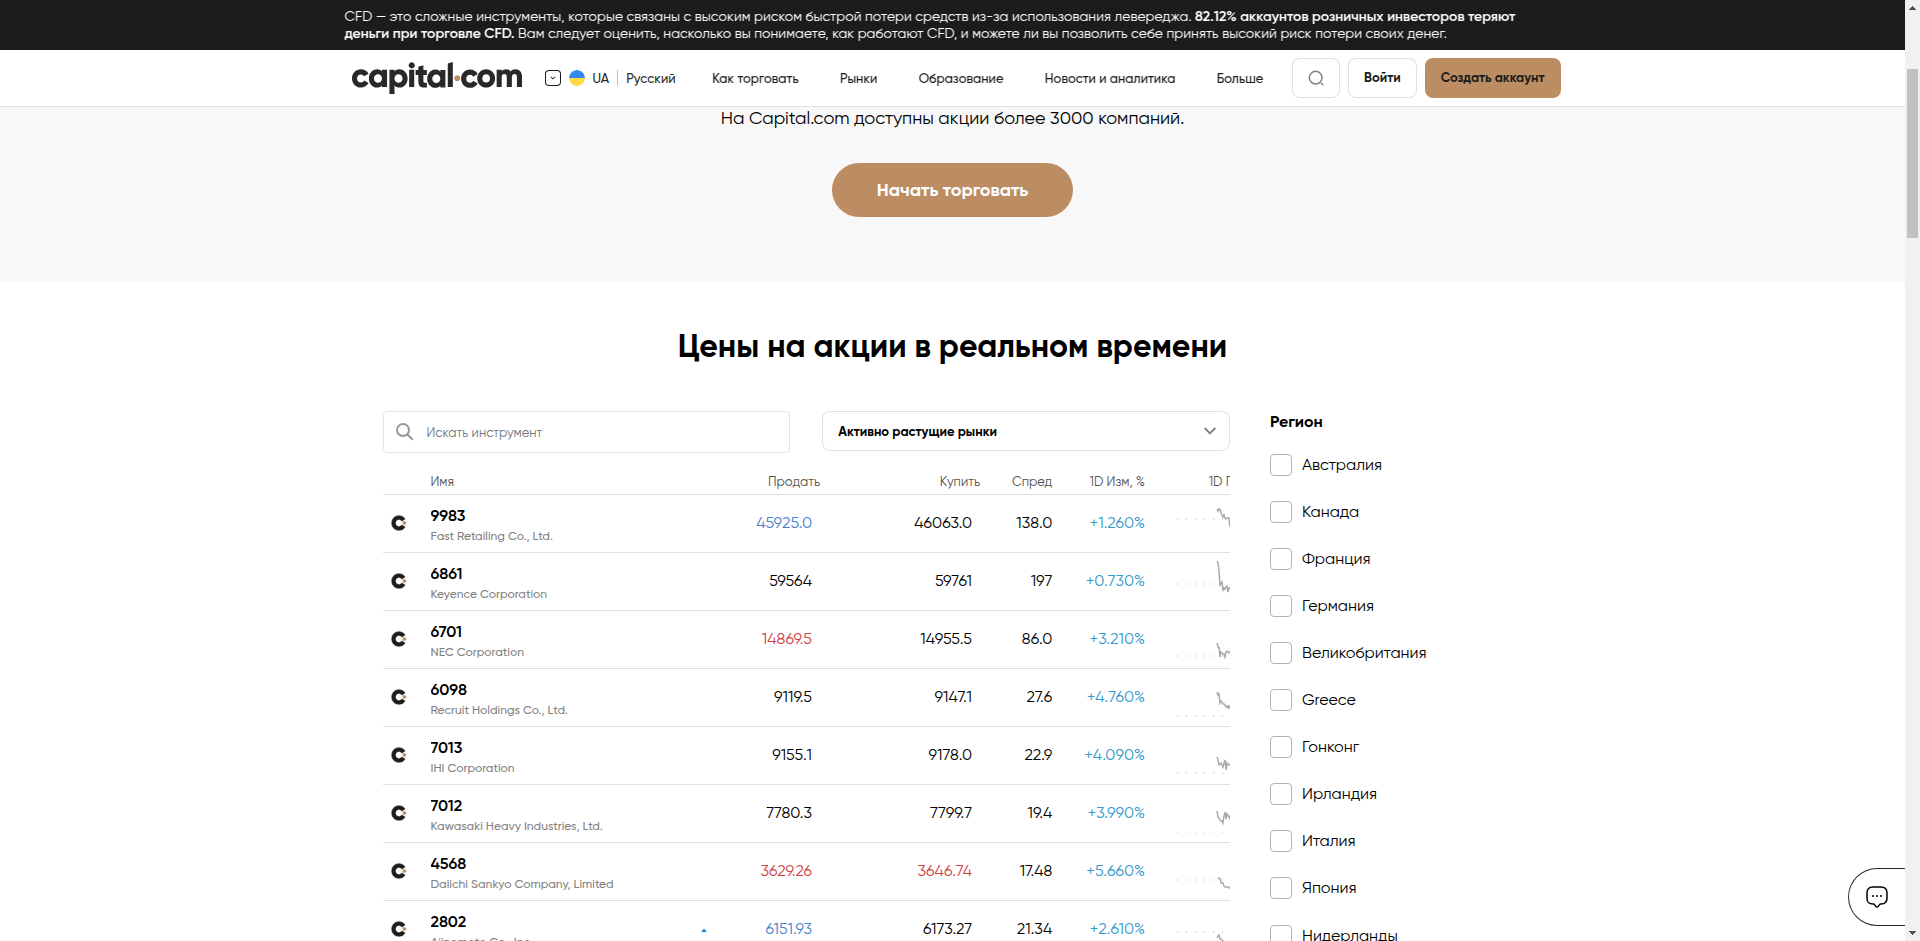 CFD — это сложные инструменты, которые связаны с высоким риском быстрой потери средств из-за использования левереджа. 82.12% аккаунтов розничных инвесторов теряют
деньги при торговле CFD. Вам следует оценить, насколько вы понимаете, как работают CFD, и можете ли вы позволить себе принять высокий риск потери своих денег.
capital.com UA Русский Как торговать Рынки Образование Новости и аналитика Больше Войти Создать аккаунт
На Capital.com доступны акции более 3000 компаний.
Начать торговать
Цены на акции в реальном времени
Искать инструмент
Активно растущие рынки
Имя Продать Купить Спред 1D Изм, % 1D
9983 45925.0 46063.0 138.0 +1.260%
Fast Retailing Co., Ltd.
6861 59564 59761 197 +0.730%
Keyence Corporation
6701 14869.5 14955.5 86.0 +3.210%
NEC Corporation
6098 9119.5 9147.1 27.6 +4.760%
Recruit Holdings Co., Ltd.
7013 9155.1 9178.0 22.9 +4.090%
IHI Corporation
7012 7780.3 7799.7 19.4 +3.990%
Kawasaki Heavy Industries, Ltd.
4568 3629.26 3646.74 17.48 +5.660%
Daiichi Sankyo Company, Limited
2802 6151.93 6173.27 21.34 +2.610%
Регион
Австралия
Канада
Франция
Германия
Великобритания
Greece
Гонконг
Ирландия
Италия
Япония
Нидерланды